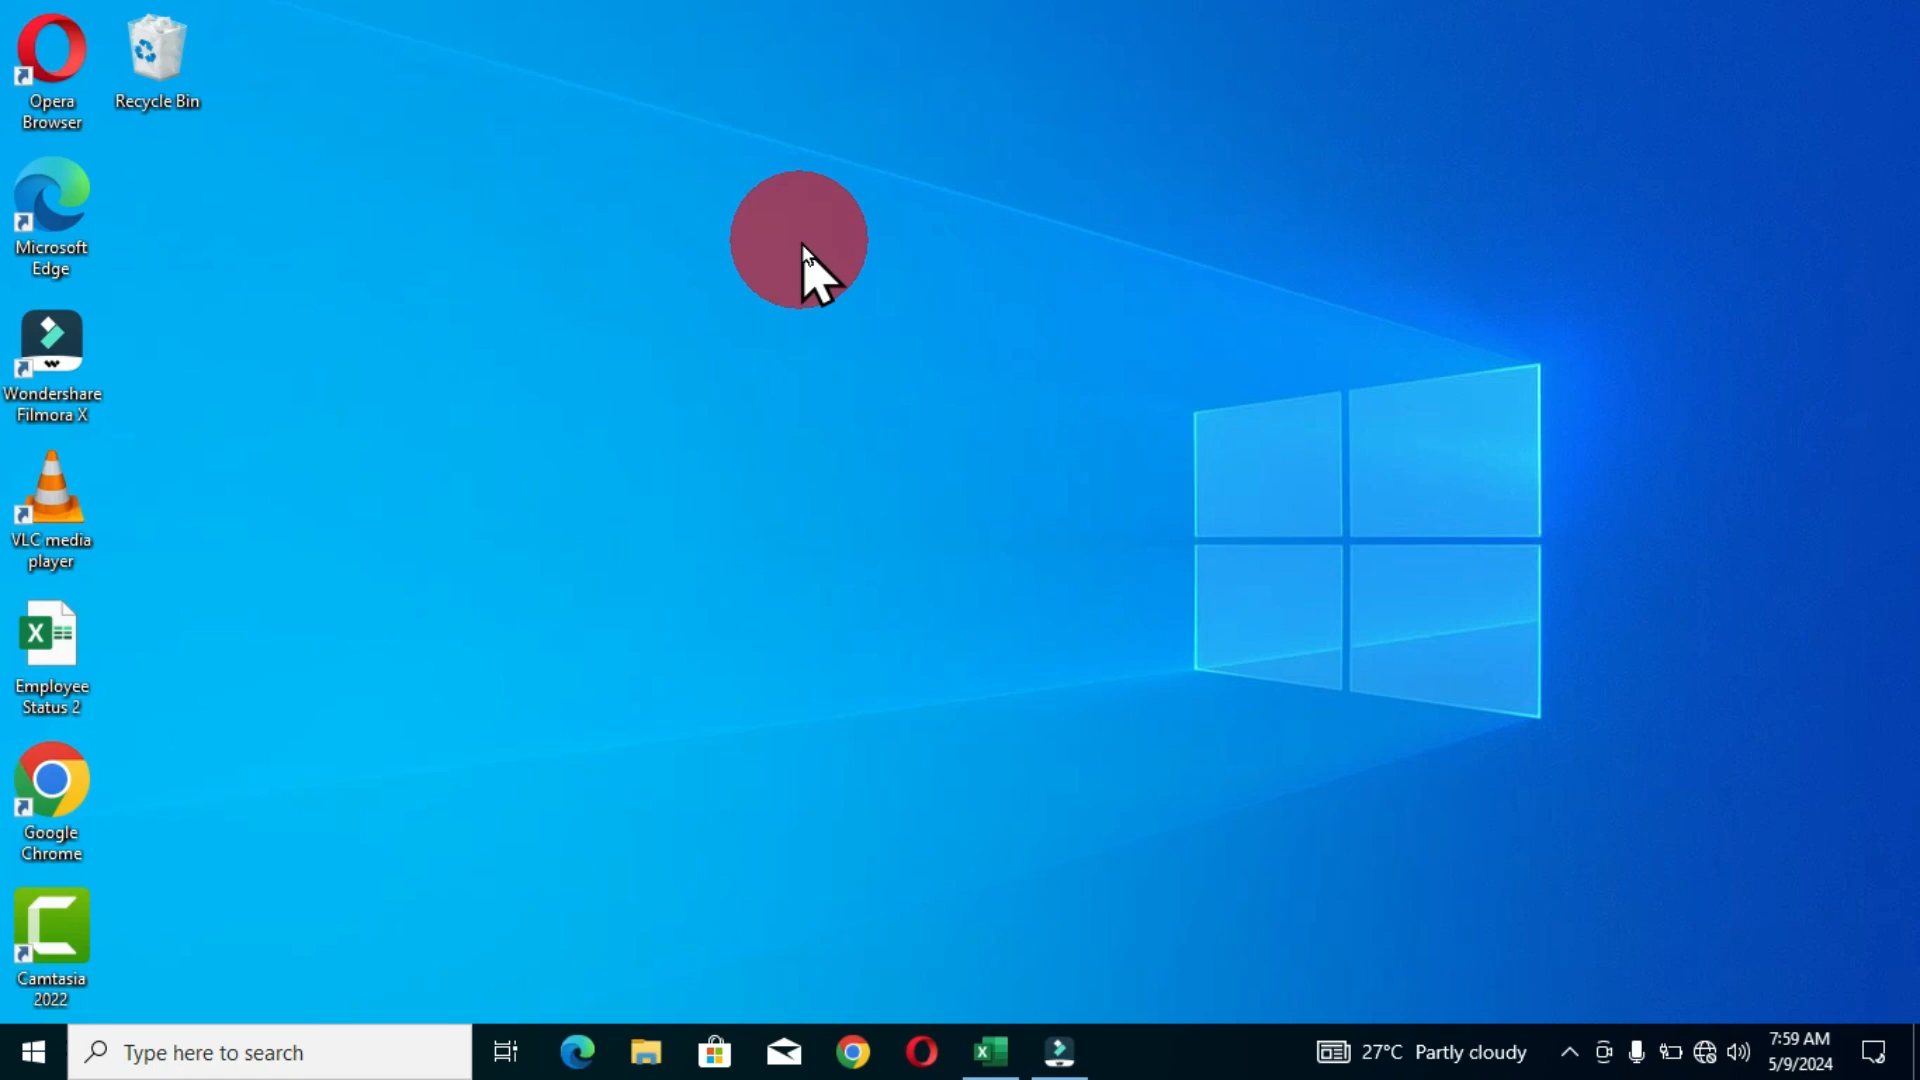 Opera
Browser
Recycle Bin
Microsoft
Edge
Wondershare
Filmora X
VLC media
player
Employee
Status 2
Google
Chrome
Camtasia
2022
Type here to search
27°C Partly cloudy
7:59 AM
5/9/2024